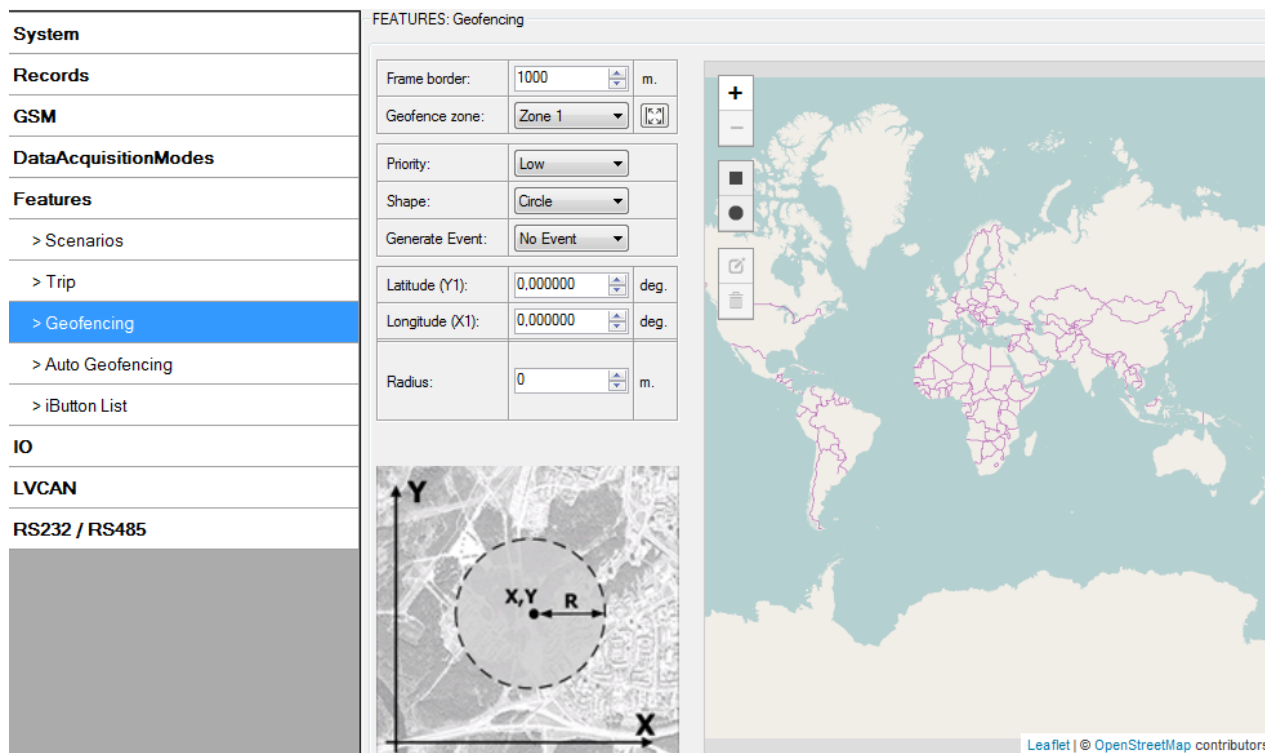 System
Records
GSM
DataAcquisitionModes
Features
> Scenarios
> Trip
> Geofencing
> Auto Geofencing
> iButton List
IO
LVCAN
RS232 / RS485
FEATURES: Geofencing
Frame border: 1000 m.
Geofence zone: Zone 1
Priority: Low
Shape: Circle
Generate Event: No Event
Latitude (Y1): 0,000000 deg.
Longitude (X1): 0,000000 deg.
Radius: 0 m.
Y
X,Y R
X
+
−
Leaflet | © OpenStreetMap contributors